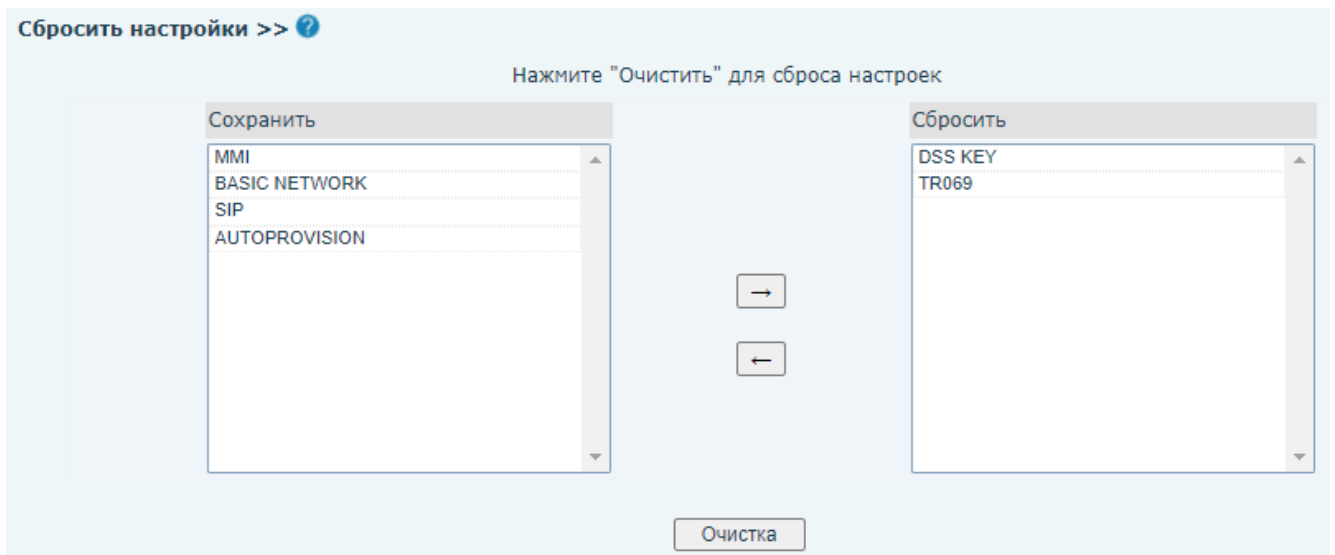 Сбросить настройки >> ?
Нажмите "Очистить" для сброса настроек
Сохранить
MMI
BASIC NETWORK
SIP
AUTOPROVISION
→
←
Сбросить
DSS KEY
TR069
Очистка